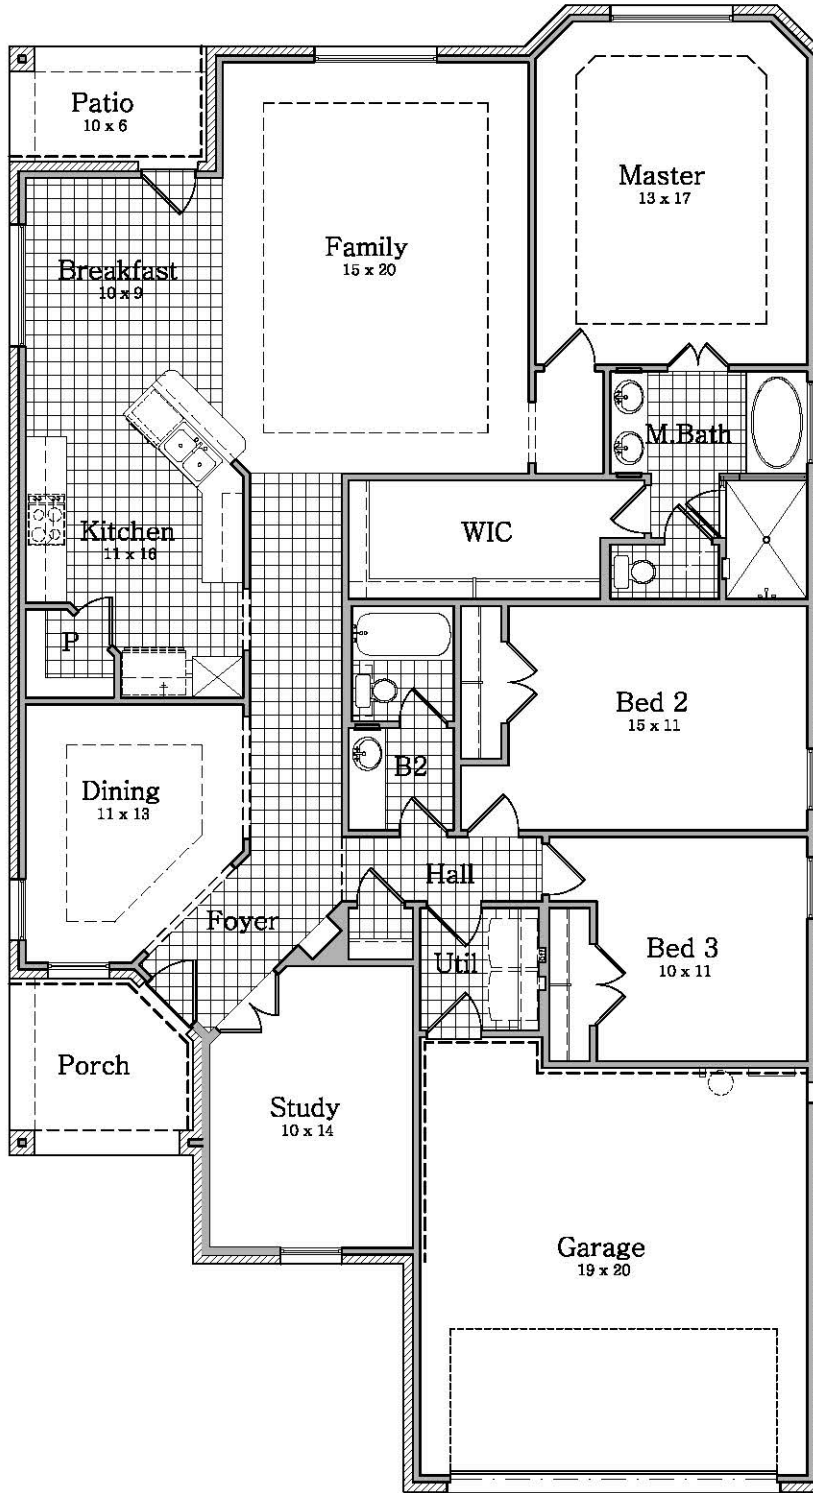 Patio
10 x 6
Master
13 x 17
Family
15 x 20
Breakfast
10 x 9
M.Bath
Kitchen
11 x 16
WIC
P
Bed 2
15 x 11
B2
Dining
11 x 13
Hall
Foyer
Util
Bed 3
10 x 11
Porch
Study
10 x 14
Garage
19 x 20